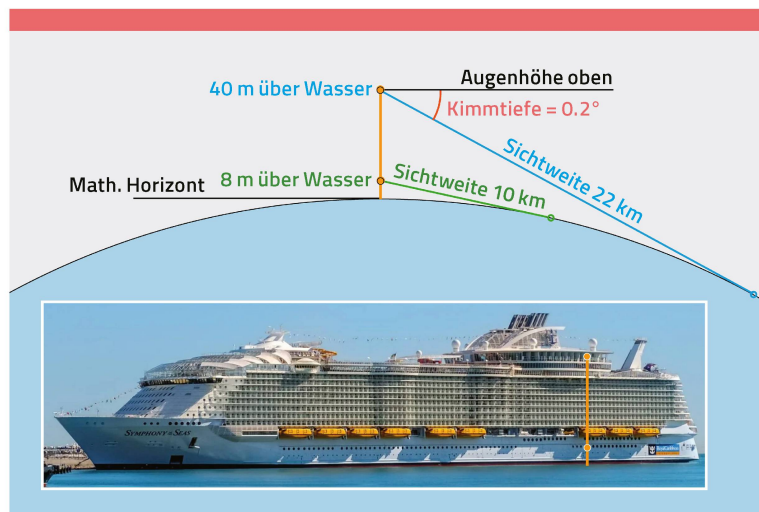 Augenhöhe oben
40 m über Wasser
Kimmtiefe = 0.2°
Sichtweite 22 km
Math. Horizont
8 m über Wasser
Sichtweite 10 km
SYMPHONY OF THE SEAS